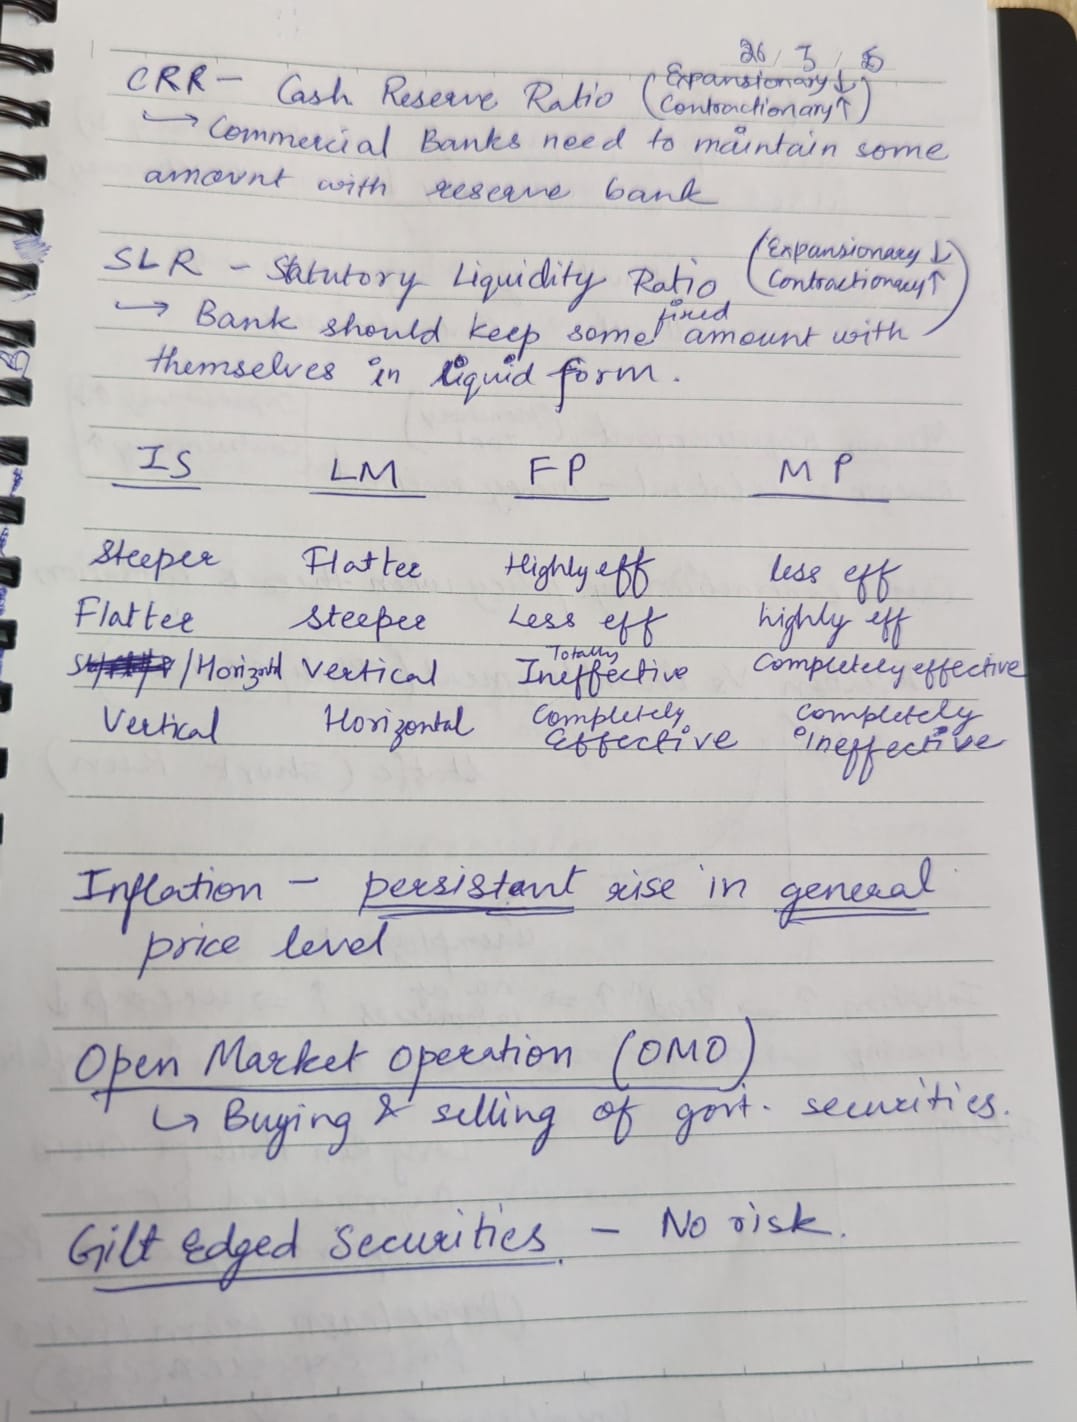 26/3/25
CRR - Cash Reserve Ratio (Expansionary ↓
Contractionary ↑)
→ Commercial Banks need to maintain some
amount with reserve bank
SLR - Statutory Liquidity Ratio (Expansionary ↓
Contractionary ↑)
→ Bank should keep some fixed amount with
themselves in liquid form.
IS LM FP MP
Steeper Flatter Highly eff less eff
Flatter Steeper Less eff highly eff
/Horizontal Vertical Totally Ineffective Completely effective
Vertical Horizontal Completely Effective Completely ineffective
Inflation - persistant rise in general
price level
Open Market Operation (OMO)
↳ Buying & selling of govt. securities.
Gilt Edged Securities. - No risk.